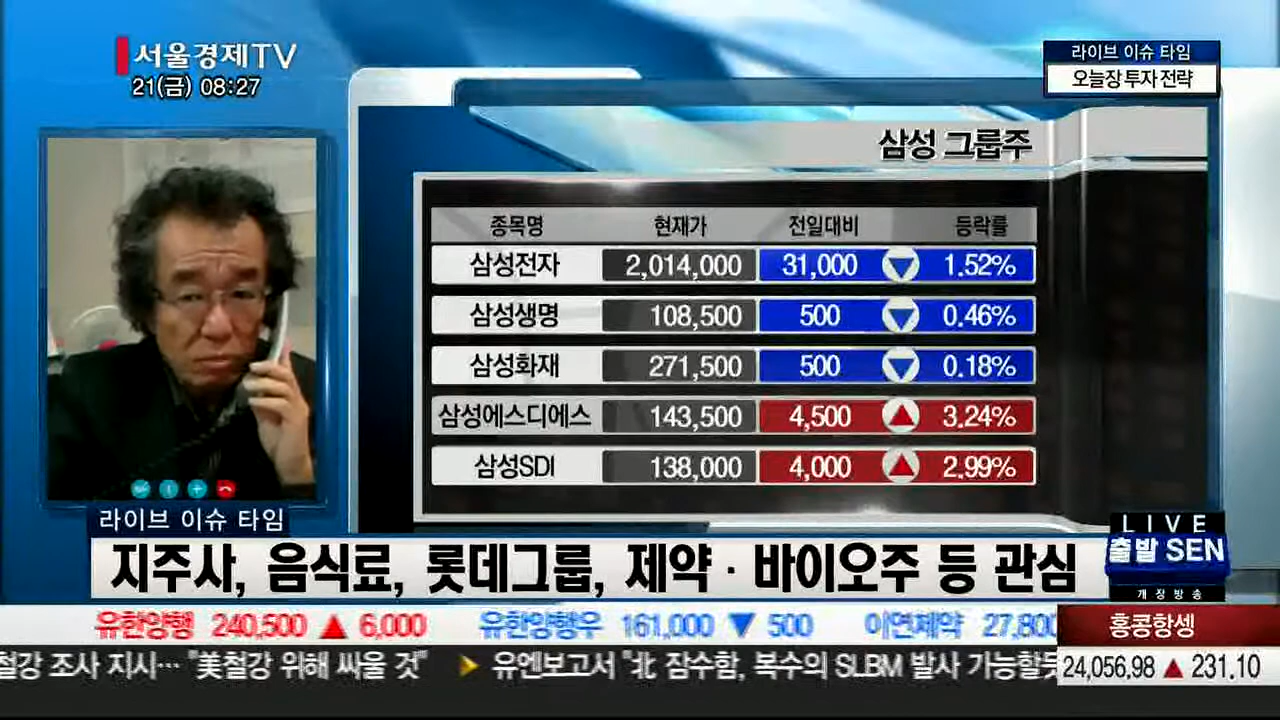 서울경제TV
21(금) 08:27
라이브 이슈 타임
오늘장 투자 전략
삼성 그룹주
종목명 현재가 전일대비 등락률
삼성전자 2,014,000 31,000 ▼ 1.52%
삼성생명 108,500 500 ▼ 0.46%
삼성화재 271,500 500 ▼ 0.18%
삼성에스디에스 143,500 4,500 ▲ 3.24%
삼성SDI 138,000 4,000 ▲ 2.99%
라이브 이슈 타임
지주사, 음식료, 롯데그룹, 제약·바이오주 등 관심
LIVE
출발 SEN
개장방송
유한양행 240,500 ▲ 6,000 유한양행우 161,000 ▼ 500 이연제약 27,800
홍콩항셍
철강 조사 지시… "美철강 위해 싸울 것" ▶ 유엔보고서 "北 잠수함, 복수의 SLBM 발사 가능할듯
24,056.98 ▲ 231.10